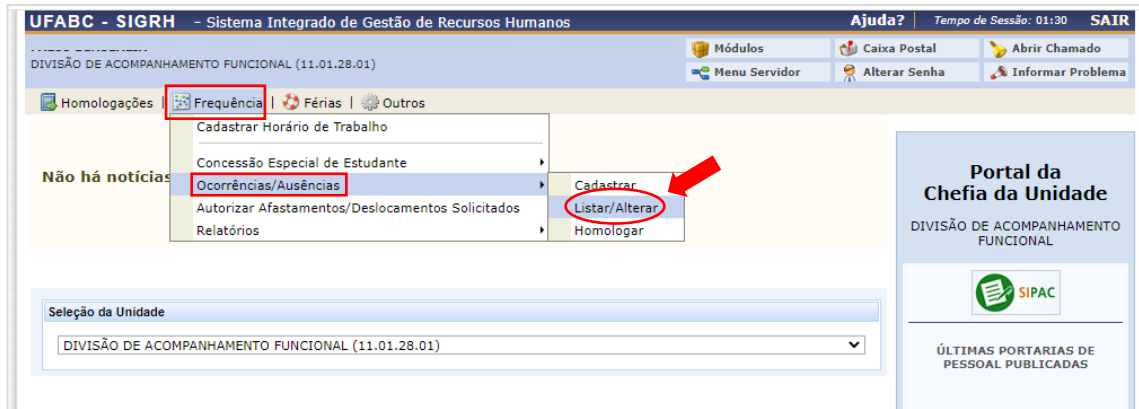 UFABC - SIGRH - Sistema Integrado de Gestão de Recursos Humanos Ajuda? Tempo de Sessão: 01:30 SAIR
DIVISÃO DE ACOMPANHAMENTO FUNCIONAL (11.01.28.01)
Módulos Caixa Postal Abrir Chamado
Menu Servidor Alterar Senha Informar Problema
Homologações | Frequência | Férias | Outros
Cadastrar Horário de Trabalho
Concessão Especial de Estudante
Não há notícias
Ocorrências/Ausências
Autorizar Afastamentos/Deslocamentos Solicitados
Relatórios
Cadastrar
Listar/Alterar
Homologar
Portal da
Chefia da Unidade
DIVISÃO DE ACOMPANHAMENTO
FUNCIONAL
SIPAC
ÚLTIMAS PORTARIAS DE
PESSOAL PUBLICADAS
Seleção da Unidade
DIVISÃO DE ACOMPANHAMENTO FUNCIONAL (11.01.28.01)